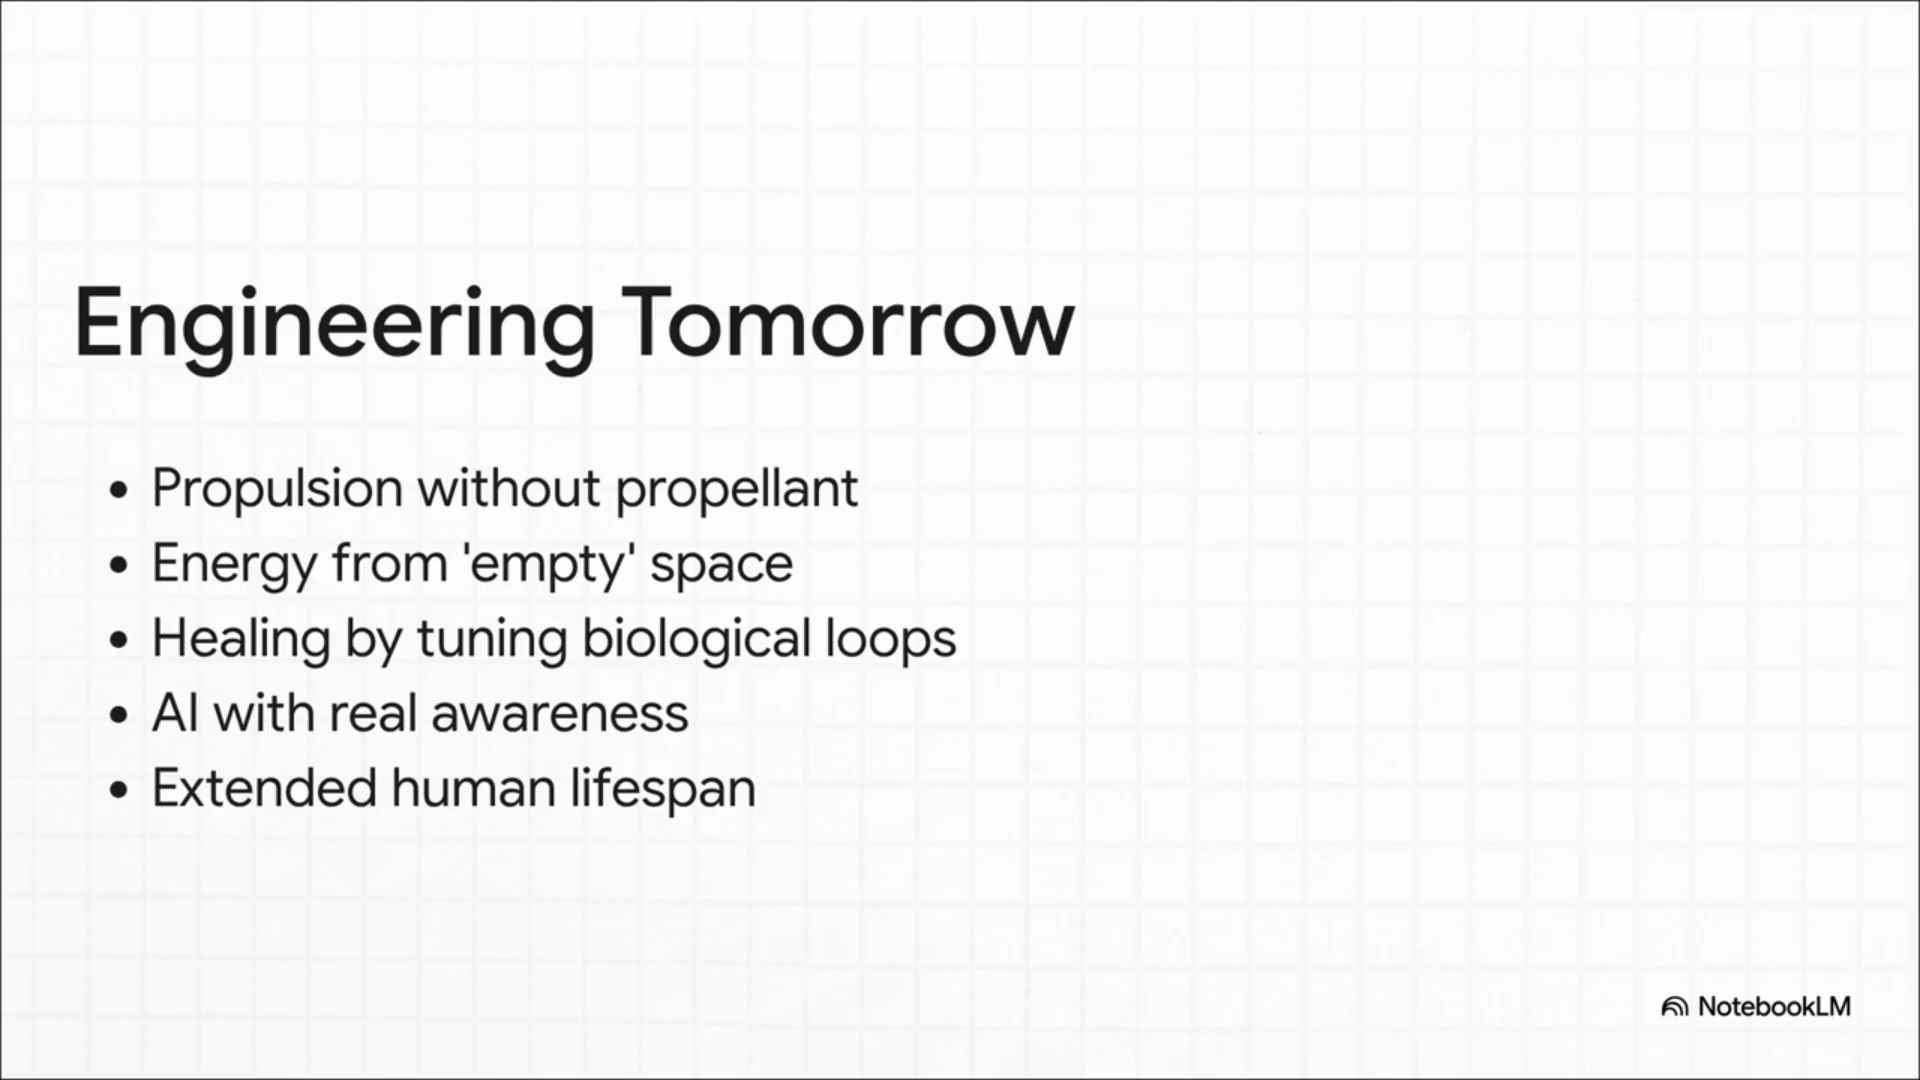 Engineering Tomorrow
• Propulsion without propellant
• Energy from 'empty' space
• Healing by tuning biological loops
• AI with real awareness
• Extended human lifespan
NotebookLM